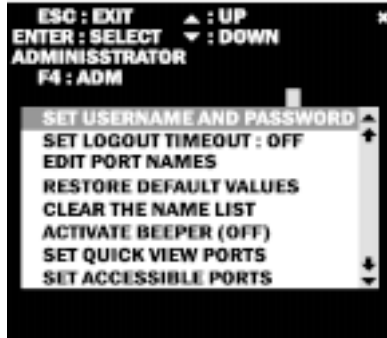 ESC : EXIT ▲ : UP *
ENTER : SELECT ▼ : DOWN
ADMINISSTRATOR
F4 : ADM
SET USERNAME AND PASSWORD
SET LOGOUT TIMEOUT : OFF
EDIT PORT NAMES
RESTORE DEFAULT VALUES
CLEAR THE NAME LIST
ACTIVATE BEEPER (OFF)
SET QUICK VIEW PORTS
SET ACCESSIBLE PORTS